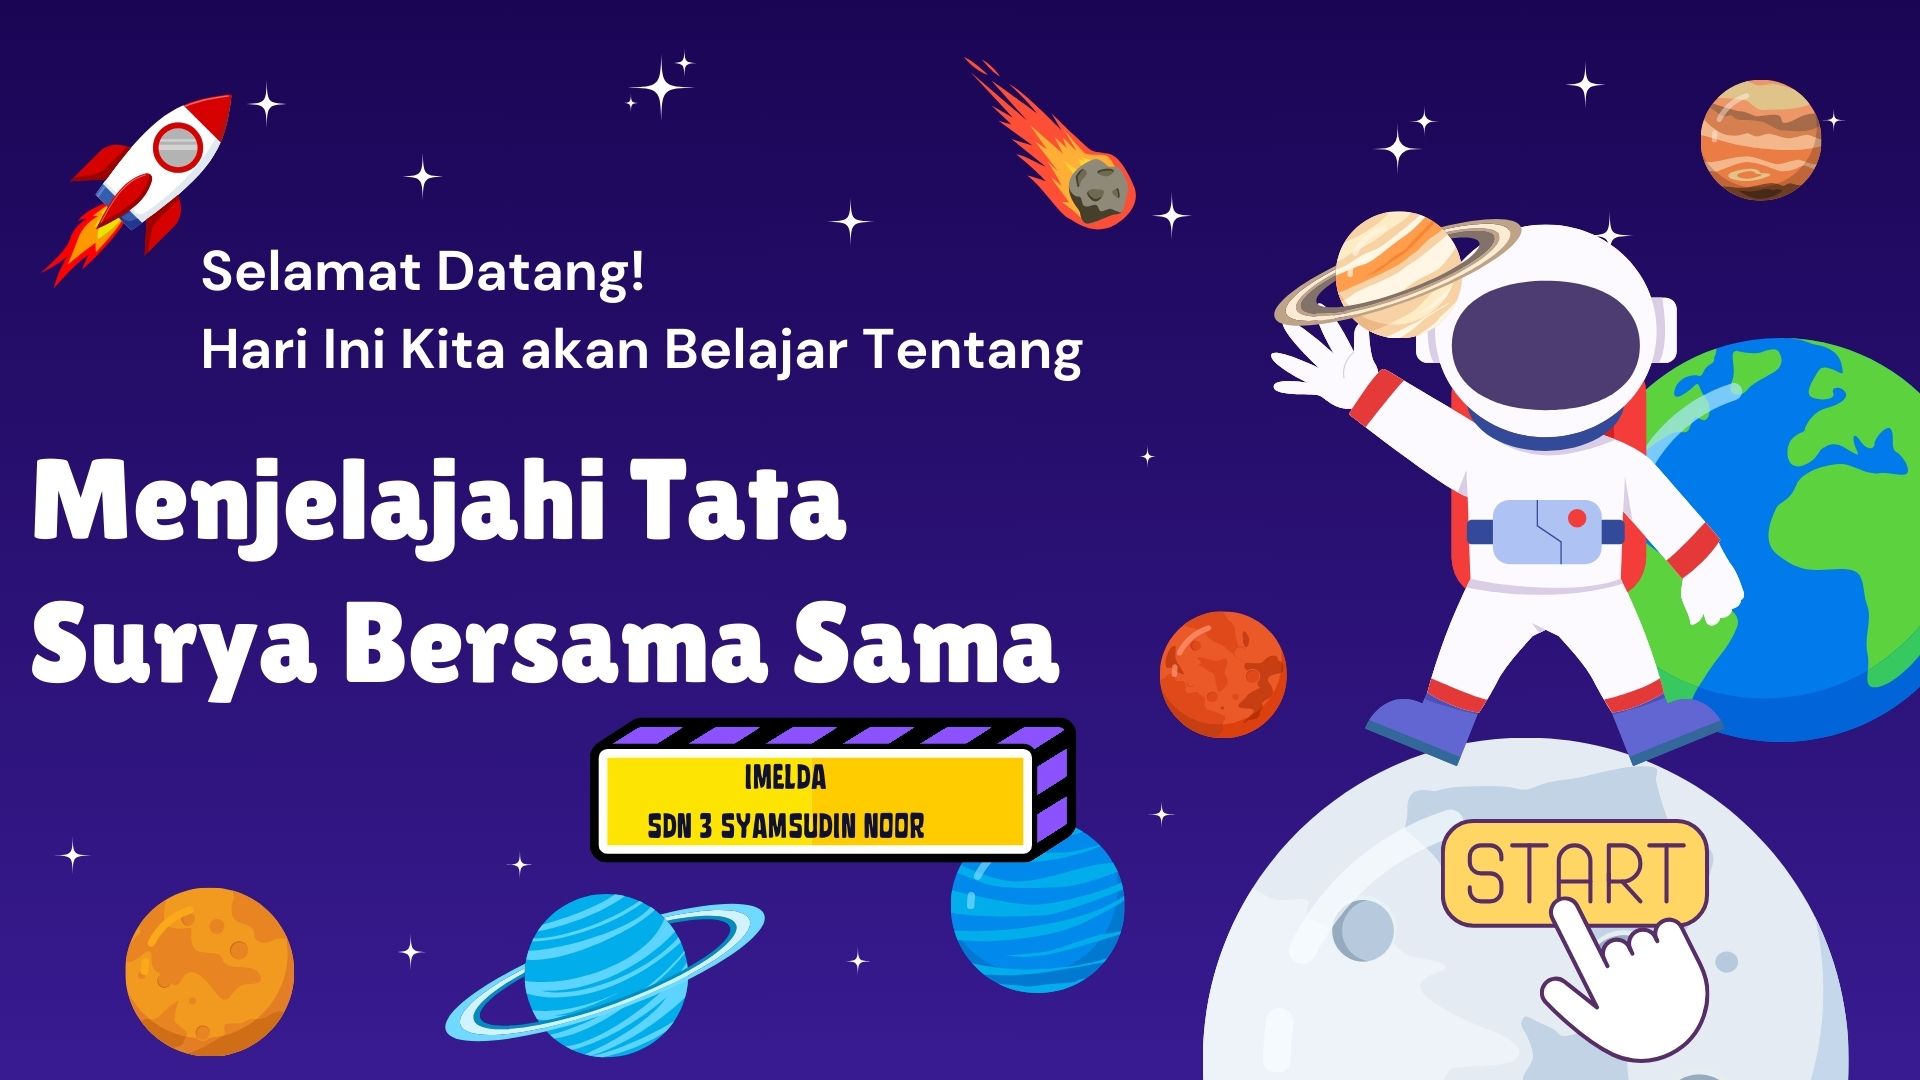 Selamat Datang!
Hari Ini Kita akan Belajar Tentang
Menjelajahi Tata
Surya Bersama Sama
IMELDA
SDN 3 SYAMSUDIN NOOR
START